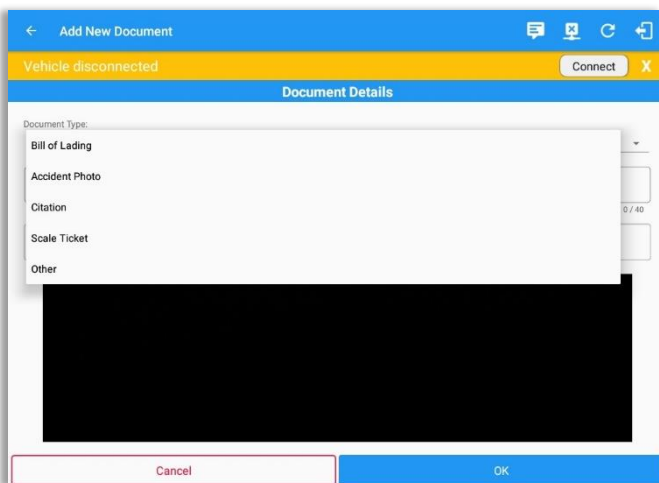 Add New Document
Vehicle disconnected
Connect
X
Document Details
Document Type:
Bill of Lading
Accident Photo
Citation
0 / 40
Scale Ticket
Other
Cancel
OK